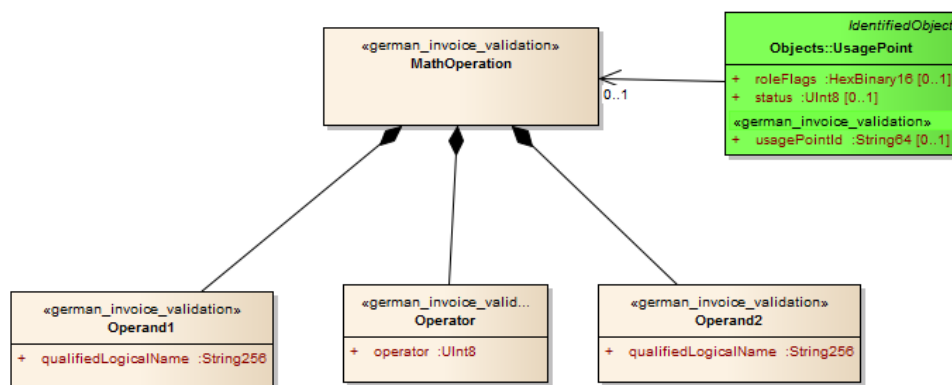 «german_invoice_validation»
MathOperation
IdentifiedObject
Objects::UsagePoint
+ roleFlags :HexBinary16 [0..1]
+ status :UInt8 [0..1]
«german_invoice_validation»
+ usagePointId :String64 [0..1]
0..1
«german_invoice_validation»
Operand1
+ qualifiedLogicalName :String256
«german_invoice_valid...
Operator
+ operator :UInt8
«german_invoice_validation»
Operand2
+ qualifiedLogicalName :String256